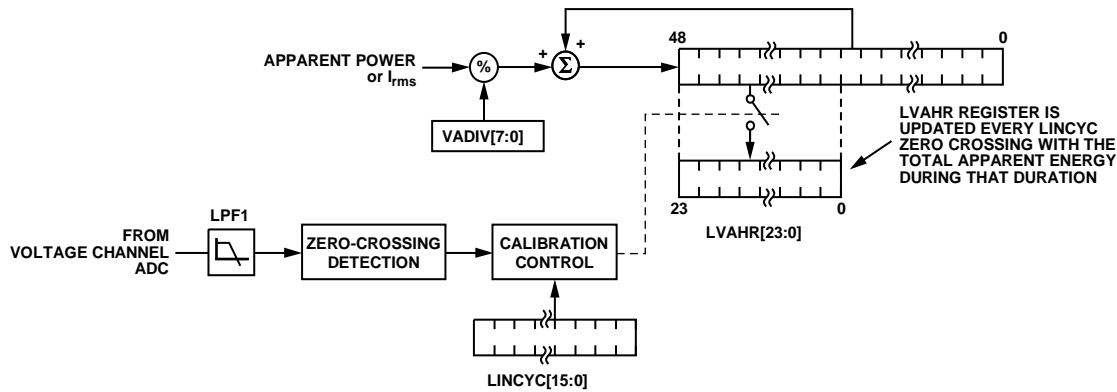 48
0
APPARENT POWER
or Irms
%
+
Σ
+
VADIV[7:0]
LVAHR REGISTER IS
UPDATED EVERY LINCYC
ZERO CROSSING WITH THE
TOTAL APPARENT ENERGY
DURING THAT DURATION
23
0
LVAHR[23:0]
LPF1
FROM
VOLTAGE CHANNEL
ADC
ZERO-CROSSING
DETECTION
CALIBRATION
CONTROL
LINCYC[15:0]